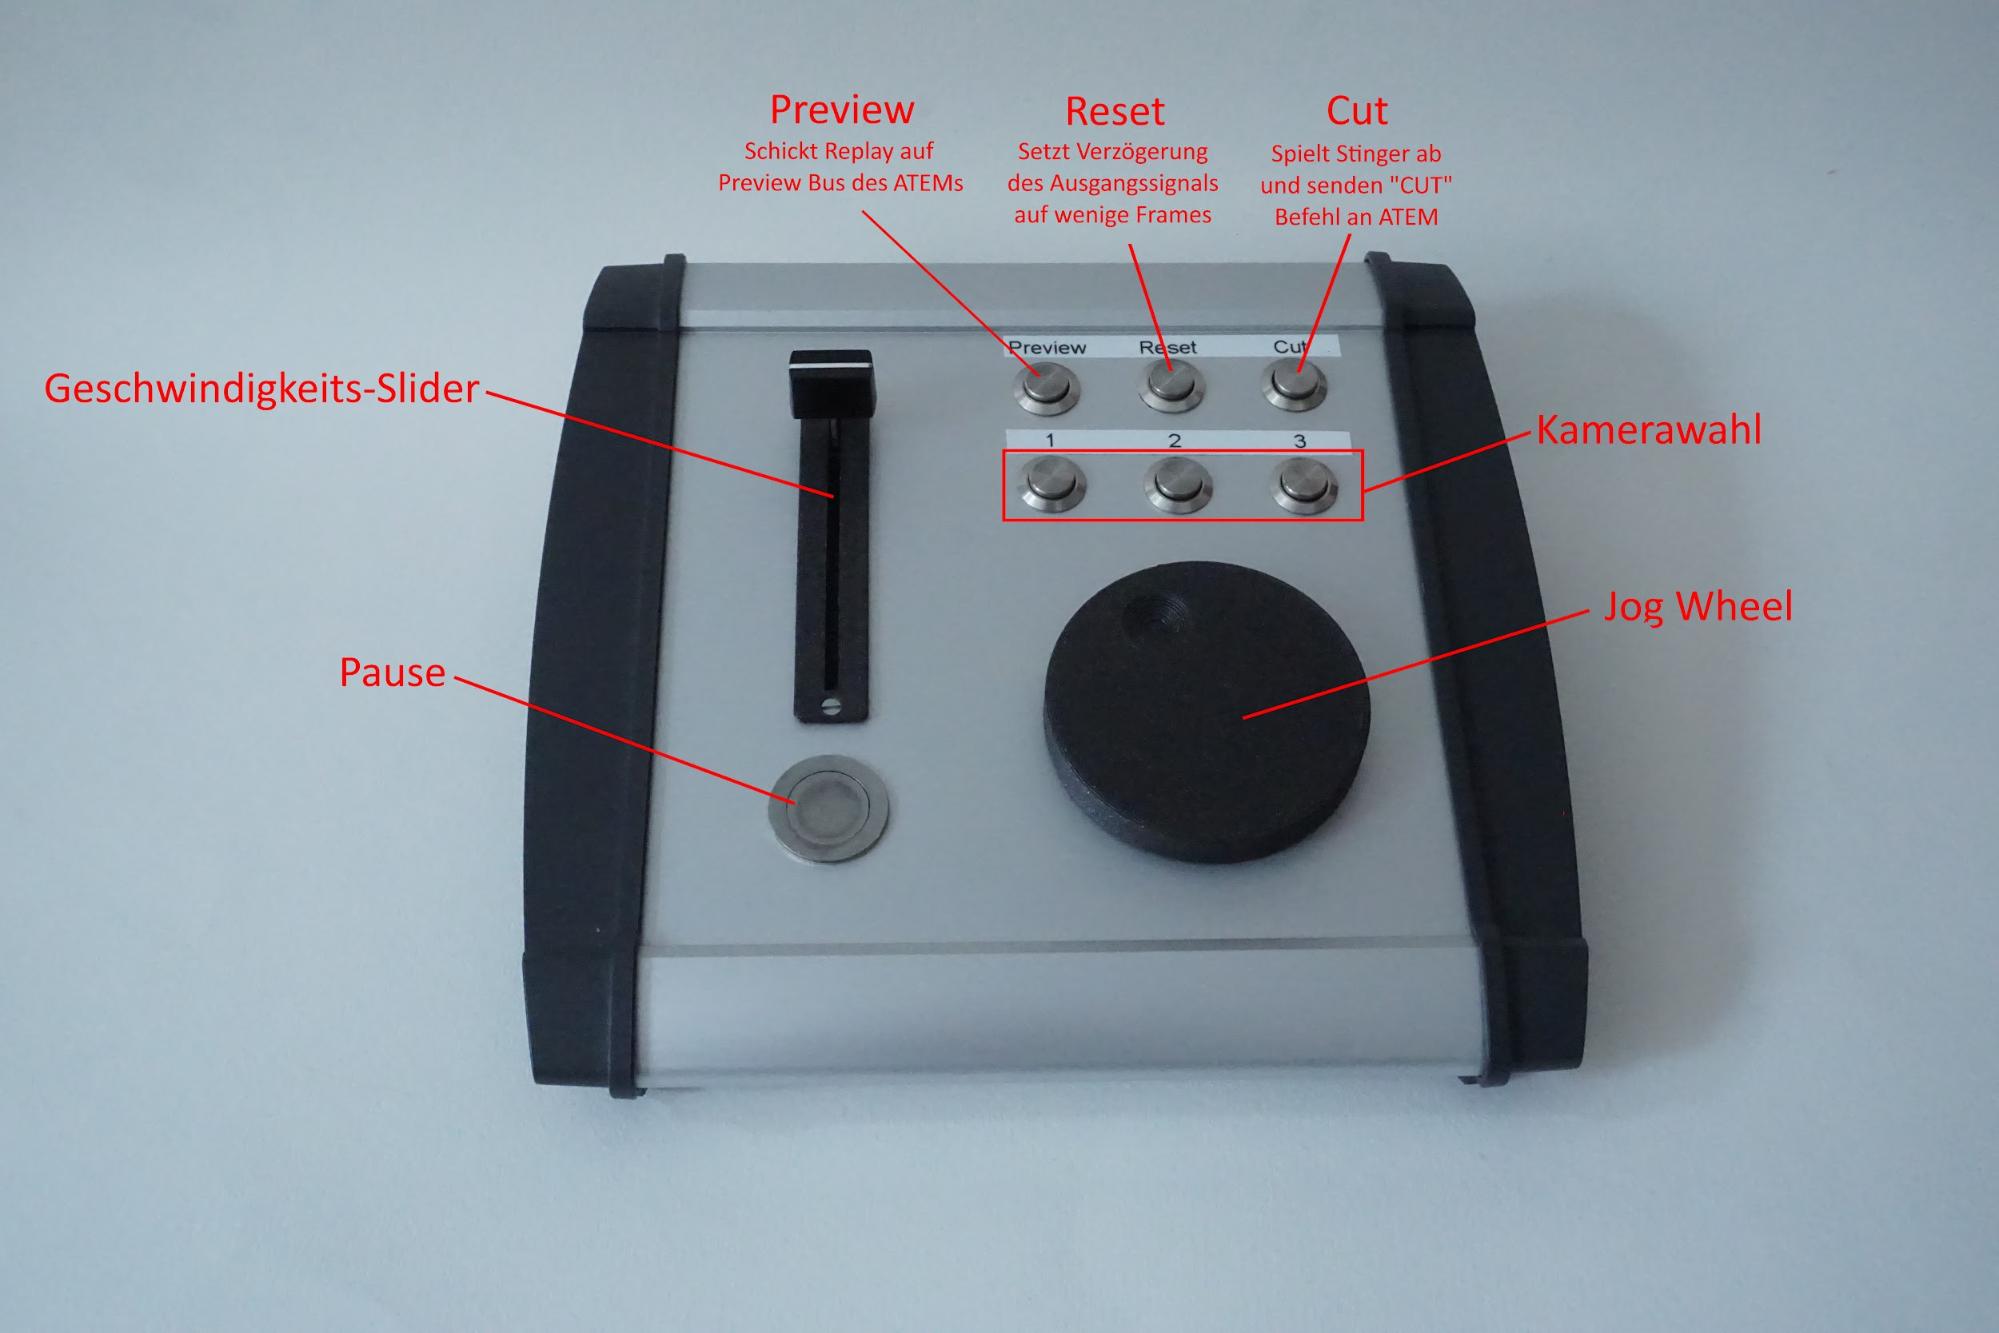 Preview
Schickt Replay auf
Preview Bus des ATEMs
Reset
Setzt Verzögerung
des Ausgangssignals
auf wenige Frames
Cut
Spielt Stinger ab
und senden "CUT"
Befehl an ATEM
Preview Reset Cut
Geschwindigkeits-Slider
1 2 3
Kamerawahl
Jog Wheel
Pause